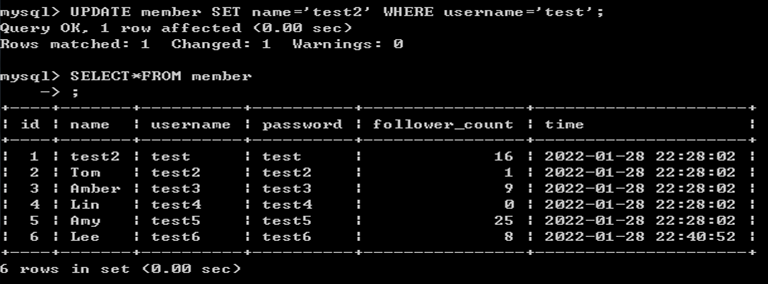 mysql> UPDATE member SET name='test2' WHERE username='test';
Query OK, 1 row affected (0.00 sec)
Rows matched: 1  Changed: 1  Warnings: 0

mysql> SELECT*FROM member
    -> ;
+----+-------+----------+----------+----------------+---------------------+
| id | name  | username | password | follower_count | time                |
+----+-------+----------+----------+----------------+---------------------+
|  1 | test2 | test     | test     |             16 | 2022-01-28 22:28:02 |
|  2 | Tom   | test2    | test2    |              1 | 2022-01-28 22:28:02 |
|  3 | Amber | test3    | test3    |              9 | 2022-01-28 22:28:02 |
|  4 | Lin   | test4    | test4    |              0 | 2022-01-28 22:28:02 |
|  5 | Amy   | test5    | test5    |             25 | 2022-01-28 22:28:02 |
|  6 | Lee   | test6    | test6    |              8 | 2022-01-28 22:40:52 |
+----+-------+----------+----------+----------------+---------------------+
6 rows in set (0.00 sec)